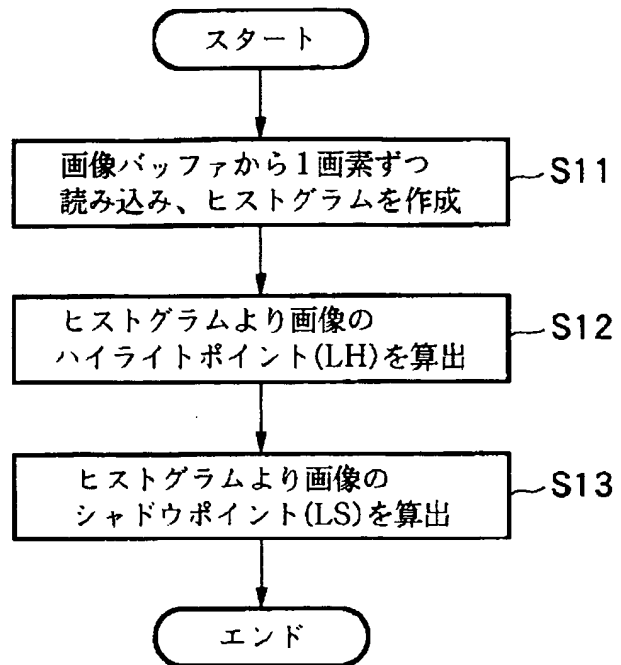 スタート
画像バッファから1画素ずつ
読み込み、ヒストグラムを作成
S11
ヒストグラムより画像の
ハイライトポイント(LH)を算出
S12
ヒストグラムより画像の
シャドウポイント(LS)を算出
S13
エンド